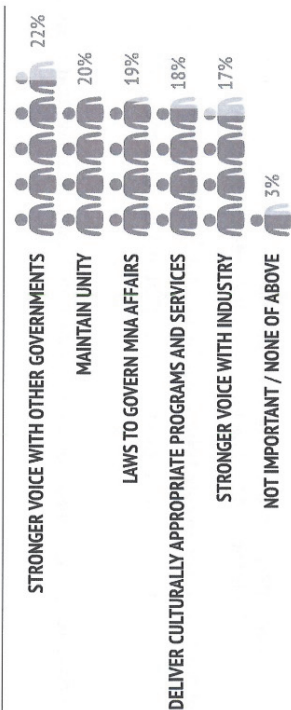 STRONGER VOICE WITH OTHER GOVERNMENTS 22%
MAINTAIN UNITY 20%
LAWS TO GOVERN MNA AFFAIRS 19%
DELIVER CULTURALLY APPROPRIATE PROGRAMS AND SERVICES 18%
STRONGER VOICE WITH INDUSTRY 17%
NOT IMPORTANT / NONE OF ABOVE 3%